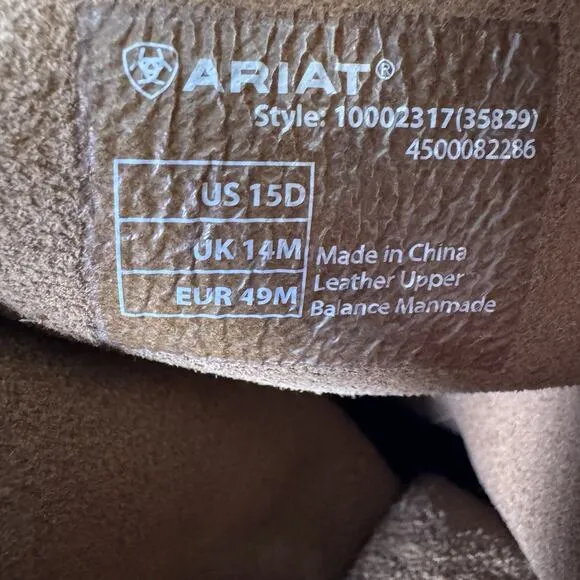 ARIAT®
Style: 10002317(35829)
4500082286
US 15D
UK 14M
EUR 49M
Made in China
Leather Upper
Balance Manmade